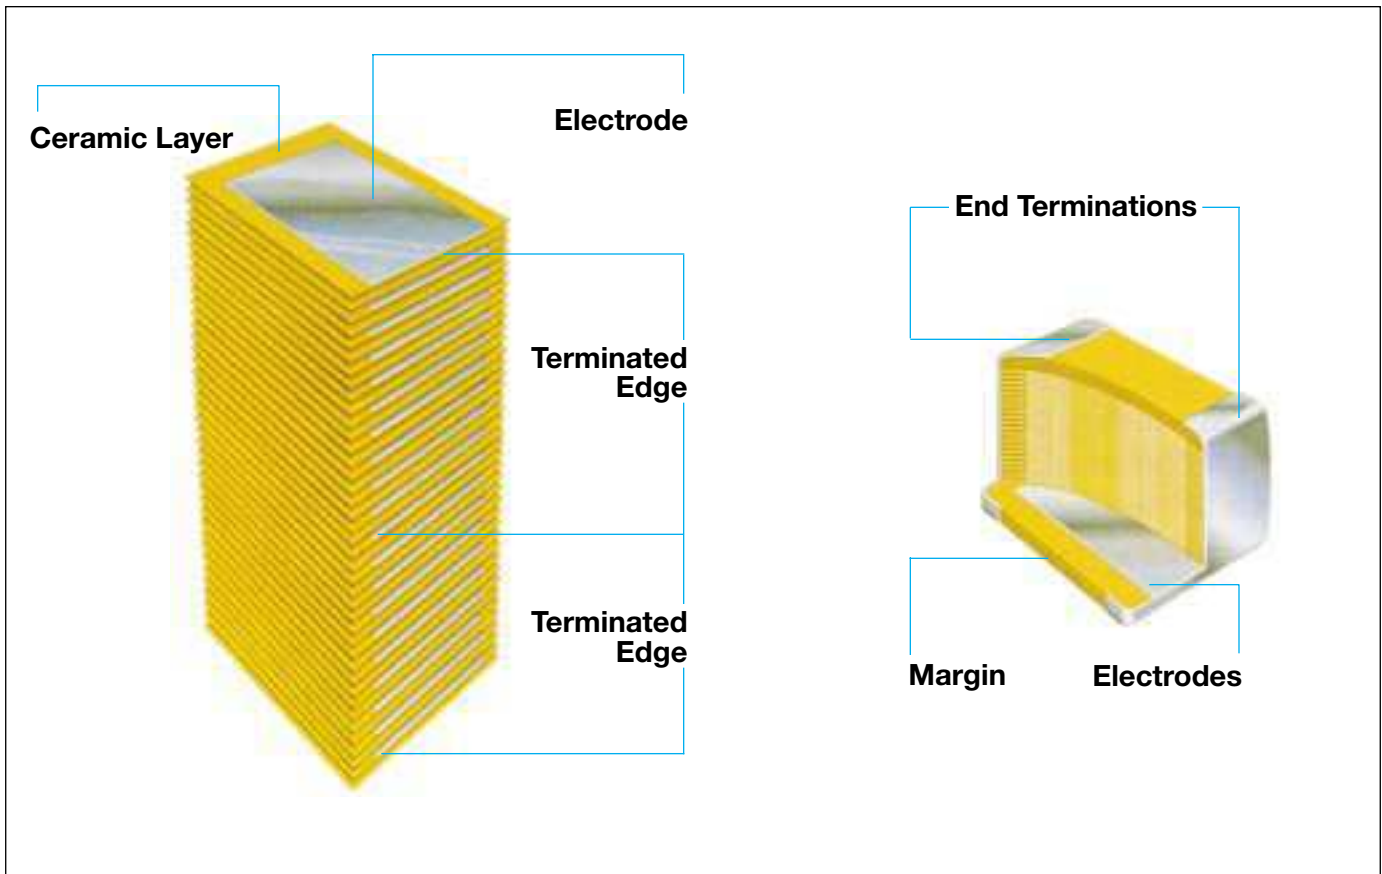 Ceramic Layer
Electrode
Terminated
Edge
Terminated
Edge
End Terminations
Margin
Electrodes